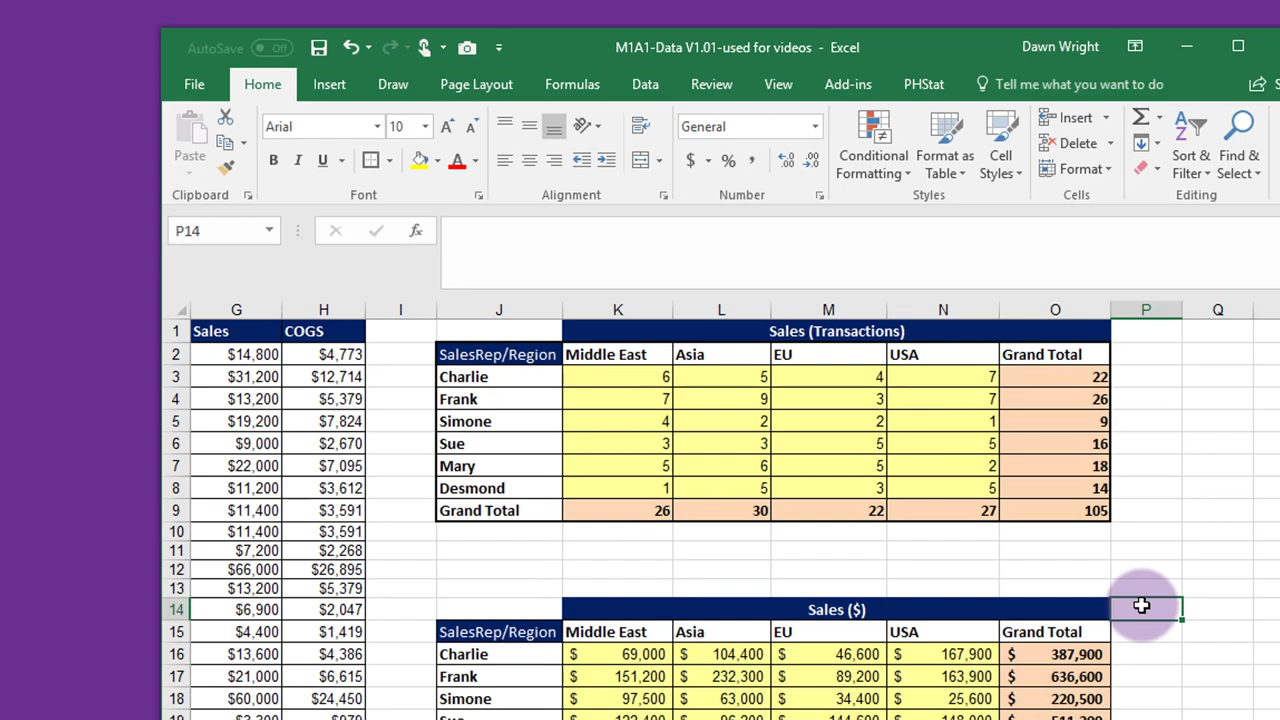 AutoSave Off M1A1-Data V1.01-used for videos - Excel Dawn Wright
File Home Insert Draw Page Layout Formulas Data Review View Add-ins PHStat Tell me what you want to do
Paste Arial 10 General Conditional Formatting Format as Table Cell Styles Insert Delete Format Sort & Filter Find & Select
B I U A $ % ,
Clipboard Font Alignment Number Styles Cells Editing
P14 fx
G H I J K L M N O P Q
1 Sales COGS Sales (Transactions)
2 $14,800 $4,773 SalesRep/Region Middle East Asia EU USA Grand Total
3 $31,200 $12,714 Charlie 6 5 4 7 22
4 $13,200 $5,379 Frank 7 9 3 7 26
5 $19,200 $7,824 Simone 4 2 2 1 9
6 $9,000 $2,670 Sue 3 3 5 5 16
7 $22,000 $7,095 Mary 5 6 5 2 18
8 $11,200 $3,612 Desmond 1 5 3 5 14
9 $11,400 $3,591 Grand Total 26 30 22 27 105
10 $11,400 $3,591
11 $7,200 $2,268
12 $66,000 $26,895
13 $13,200 $5,379
14 $6,900 $2,047 Sales ($)
15 $4,400 $1,419 SalesRep/Region Middle East Asia EU USA Grand Total
16 $13,600 $4,386 Charlie $ 69,000 $ 104,400 $ 46,600 $ 167,900 $ 387,900
17 $21,000 $6,615 Frank $ 151,200 $ 232,300 $ 89,200 $ 163,900 $ 636,600
18 $60,000 $24,450 Simone $ 97,500 $ 63,000 $ 34,400 $ 25,600 $ 220,500